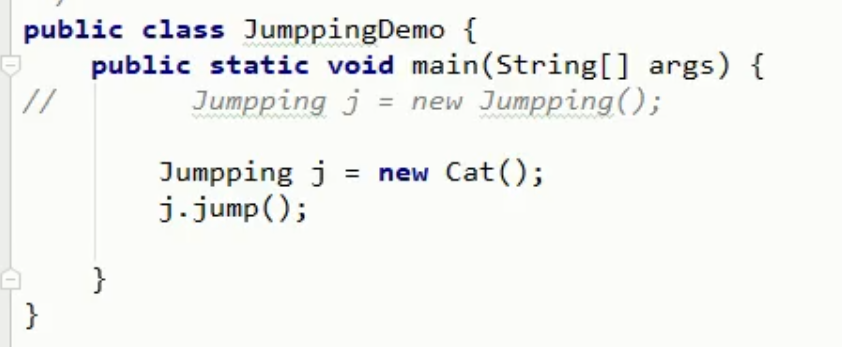 public class JumppingDemo {
    public static void main(String[] args) {
//        Jumpping j = new Jumpping();
        Jumpping j = new Cat();
        j.jump();
    }
}